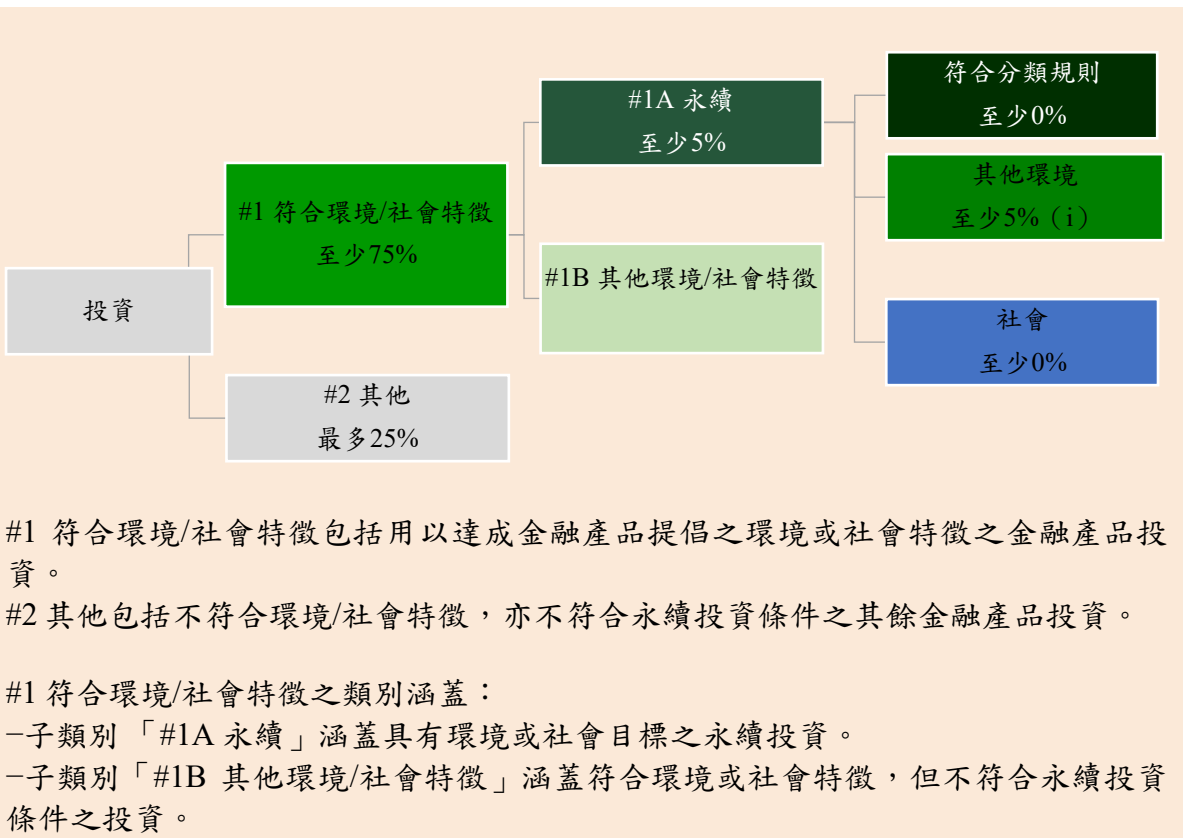 投資
#1 符合環境/社會特徵
至少75%
#2 其他
最多25%
#1A 永續
至少5%
#1B 其他環境/社會特徵
符合分類規則
至少0%
其他環境
至少5%（i）
社會
至少0%
#1 符合環境/社會特徵包括用以達成金融產品提倡之環境或社會特徵之金融產品投
資。
#2 其他包括不符合環境/社會特徵，亦不符合永續投資條件之其餘金融產品投資。
#1 符合環境/社會特徵之類別涵蓋：
−子類別「#1A 永續」涵蓋具有環境或社會目標之永續投資。
−子類別「#1B 其他環境/社會特徵」涵蓋符合環境或社會特徵，但不符合永續投資
條件之投資。